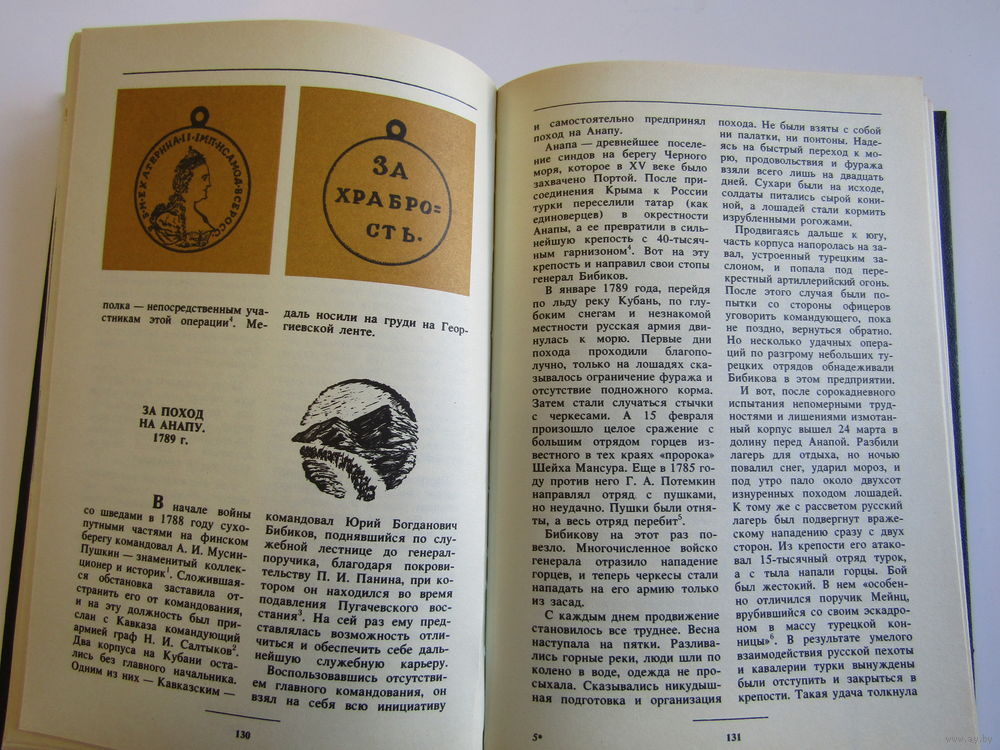 Б·М·ЕКАТЕРИНА·II·IМП·ИСАМОД·ВСЕРОСС·
ЗА
ХРАБРО=
СТЬ.
полка — непосредственным уча-
стникам этой операции⁴. Ме-
даль носили на груди на Геор-
гиевской ленте.
ЗА ПОХОД
НА АНАПУ.
1789 г.
В начале войны
со шведами в 1788 году сухо-
путными частями на финском
берегу командовал А. И. Мусин-
Пушкин — знаменитый коллек-
ционер и историк¹. Сложившая-
ся обстановка заставила от-
странить его от командования,
и на эту должность был при-
слан с Кавказа командующий
армией граф Н. И. Салтыков².
Два корпуса на Кубани оста-
лись без главного начальника.
Одним из них — Кавказским —
командовал Юрий Богданович
Бибиков, поднявшийся по слу-
жебной лестнице до генерал-
поручика, благодаря покрови-
тельству П. И. Панина, при ко-
тором он находился во время
подавления Пугачевского вос-
стания³. На сей раз ему пред-
ставлялась возможность отли-
читься и обеспечить себе даль-
нейшую служебную карьеру.
Воспользовавшись отсутстви-
ем главного командования, он
взял на себя всю инициативу
130
и самостоятельно предпринял
поход на Анапу.
Анапа — древнейшее поселе-
ние синдов на берегу Черного
моря, которое в XV веке было
захвачено Портой. После при-
соединения Крыма к России
турки переселили татар (как
единоверцев) в окрестности
Анапы, а ее превратили в силь-
нейшую крепость с 40-тысяч-
ным гарнизоном⁴. Вот на эту
крепость и направил свои стопы
генерал Бибиков.
В январе 1789 года, перейдя
по льду реку Кубань, по глу-
боким снегам и незнакомой
местности русская армия дви-
нулась к морю. Первые дни
похода проходили благопо-
лучно, только на лошадях ска-
зывалось ограничение фуража и
отсутствие подножного корма.
Затем стали случаться стычки
с черкесами. А 15 февраля
произошло целое сражение с
большим отрядом горцев из-
вестного в тех краях «пророка»
Шейха Мансура. Еще в 1785 го-
ду против него Г. А. Потемкин
направлял отряд с пушками,
но неудачно. Пушки были отня-
ты, а весь отряд перебит⁵.
Бибикову на этот раз по-
везло. Многочисленное войско
генерала отразило нападение
горцев, и теперь черкесы стали
нападать на его армию только
из засад.
С каждым днем продвижение
становилось все труднее. Весна
наступала на пятки. Разлива-
лись горные реки, люди шли по
колено в воде, одежда не про-
сыхала. Сказывались никудыш-
ная подготовка и организация
5*
похода. Не были взяты с собой
ни палатки, ни понтоны. Наде-
ясь на быстрый переход к мо-
рю, продовольствия и фуража
взяли всего лишь на двадцать
дней. Сухари были на исходе,
солдаты питались сырой кони-
ной, а лошадей стали кормить
изрубленными рогожами.
Продвигаясь дальше к югу,
часть корпуса напоролась на за-
вал, устроенный турецким за-
слоном, и попала под пере-
крестный артиллерийский огонь.
После этого случая были по-
пытки со стороны офицеров
уговорить командующего, пока
не поздно, вернуться обратно.
Но несколько удачных опера-
ций по разгрому небольших ту-
рецких отрядов обнадеживали
Бибикова в этом предприятии.
И вот, после сорокадневного
испытания непомерными труд-
ностями и лишениями измотан-
ный корпус вышел 24 марта в
долину перед Анапой. Разбили
лагерь для отдыха, но ночью
повалил снег, ударил мороз, и
под утро пало около двухсот
изнуренных походом лошадей.
К тому же с рассветом русский
лагерь был подвергнут враже-
скому нападению сразу с двух
сторон. Из крепости его атако-
вал 15-тысячный отряд турок,
а с тыла напали горцы. Бой
был жестокий. В нем «особен-
но отличился поручик Мейнц,
врубившийся со своим эскадро-
ном в массу турецкой кон-
ницы»⁶. В результате умелого
взаимодействия русской пехоты
и кавалерии турки вынуждены
были отступить и закрыться в
крепости. Такая удача толкнула
131
www.ay.by